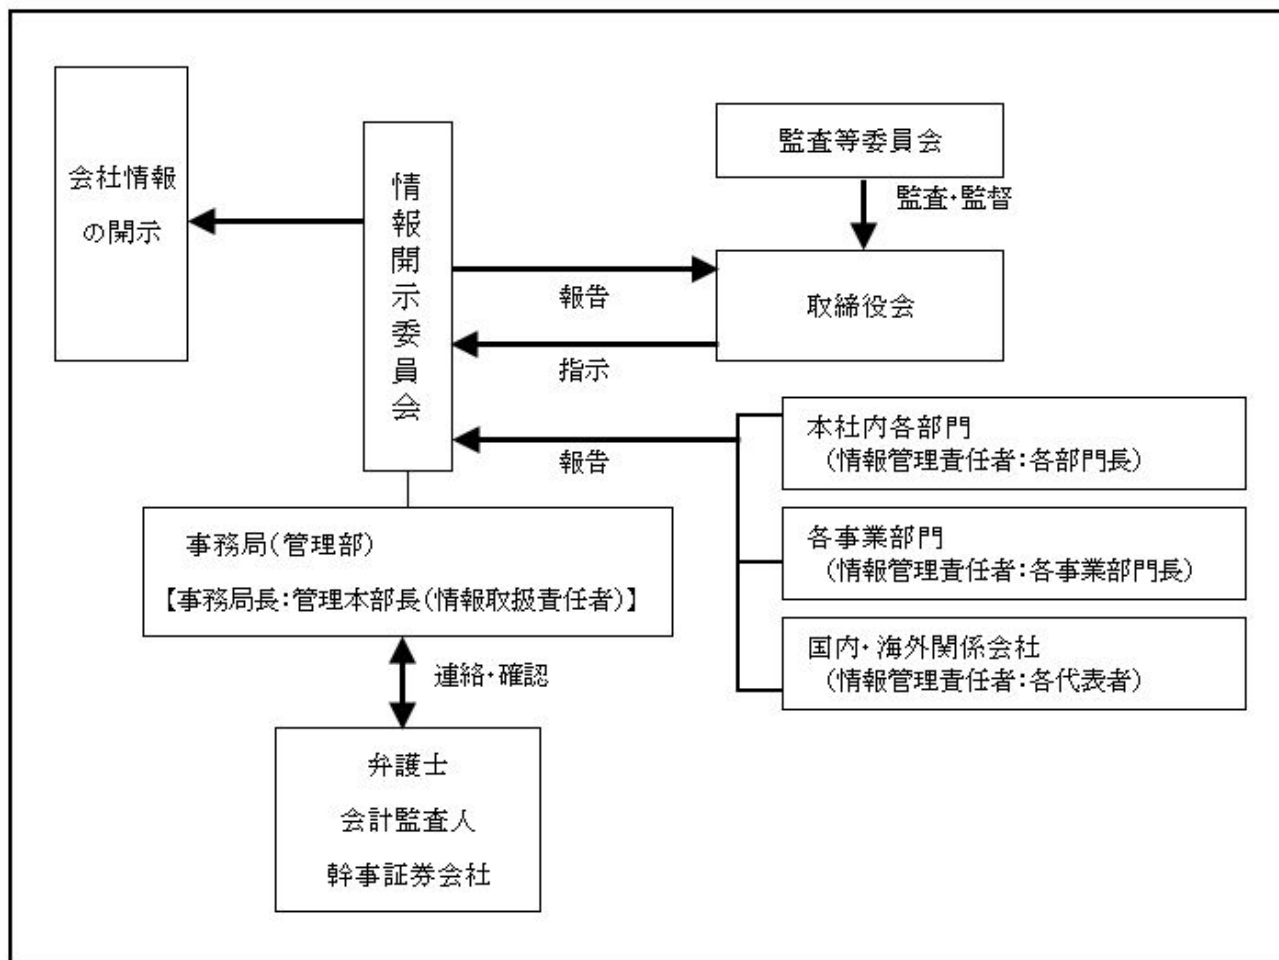 会社情報
の開示
情報開示委員会
監査等委員会
監査・監督
取締役会
報告
指示
報告
本社内各部門
（情報管理責任者：各部門長）
各事業部門
（情報管理責任者：各事業部門長）
国内・海外関係会社
（情報管理責任者：各代表者）
事務局（管理部）
【事務局長：管理本部長（情報取扱責任者）】
連絡・確認
弁護士
会計監査人
幹事証券会社